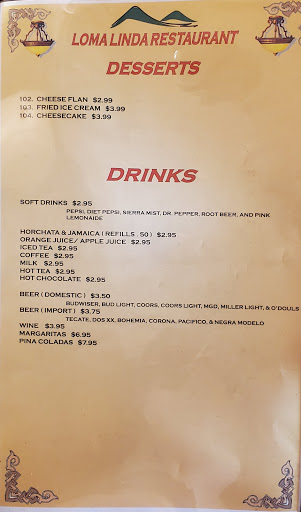 LOMA LINDA RESTAURANT
DESSERTS
102. CHEESE FLAN $2.99
103. FRIED ICE CREAM $3.99
104. CHEESECAKE $3.99
DRINKS
SOFT DRINKS $2.95
PEPSI, DIET PEPSI, SIERRA MIST, DR. PEPPER, ROOT BEER, AND PINK
LEMONAIDE
HORCHATA & JAMAICA ( REFILLS . 50 ) $2.95
ORANGE JUICE/ APPLE JUICE $2.95
ICED TEA $2.95
COFFEE $2.95
MILK $2.95
HOT TEA $2.95
HOT CHOCOLATE $2.95
BEER ( DOMESTIC ) $3.50
BUDWISER, BUD LIGHT, COORS, COORS LIGHT, MGD, MILLER LIGHT, & O'DOULS
BEER ( IMPORT ) $3.75
TECATE, DOS XX, BOHEMIA, CORONA, PACIFICO, & NEGRA MODELO
WINE $3.95
MARGARITAS $6.95
PINA COLADAS $7.95